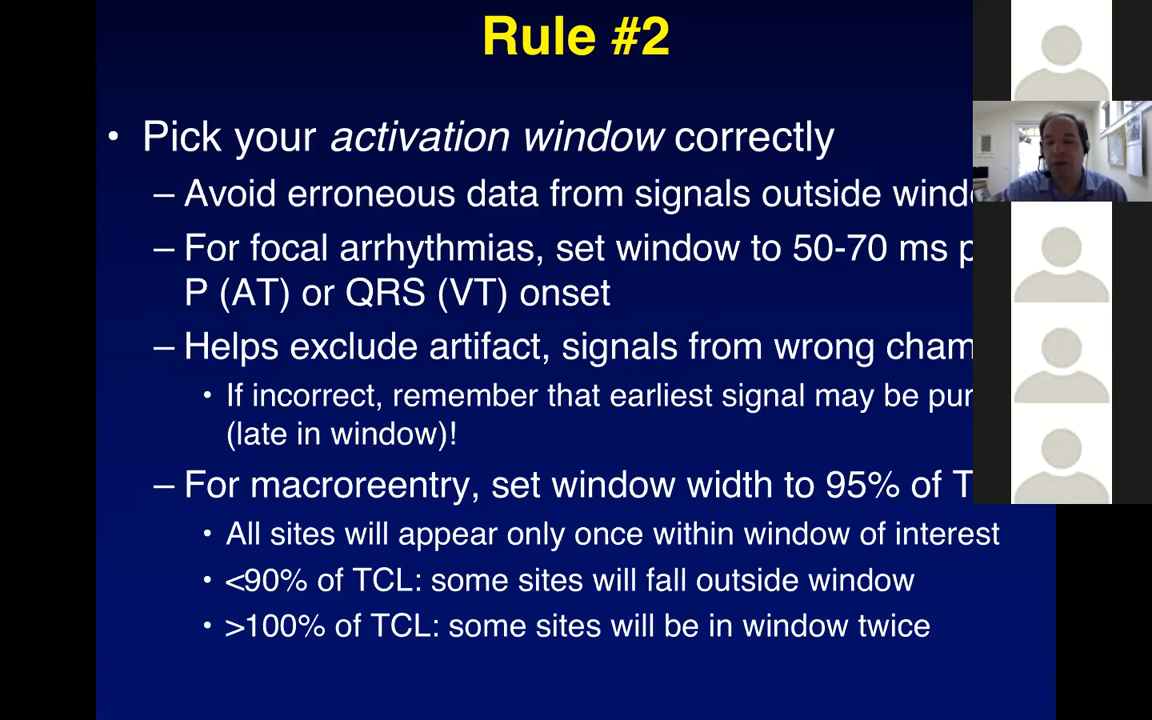 Rule #2
• Pick your activation window correctly
– Avoid erroneous data from signals outside
– For focal arrhythmias, set window to 50-70 ms
P (AT) or QRS (VT) onset
– Helps exclude artifact, signals from wrong
• If incorrect, remember that earliest signal may be
(late in window)!
– For macroreentry, set window width to 95% of
• All sites will appear only once within window of interest
• <90% of TCL: some sites will fall outside window
• >100% of TCL: some sites will be in window twice